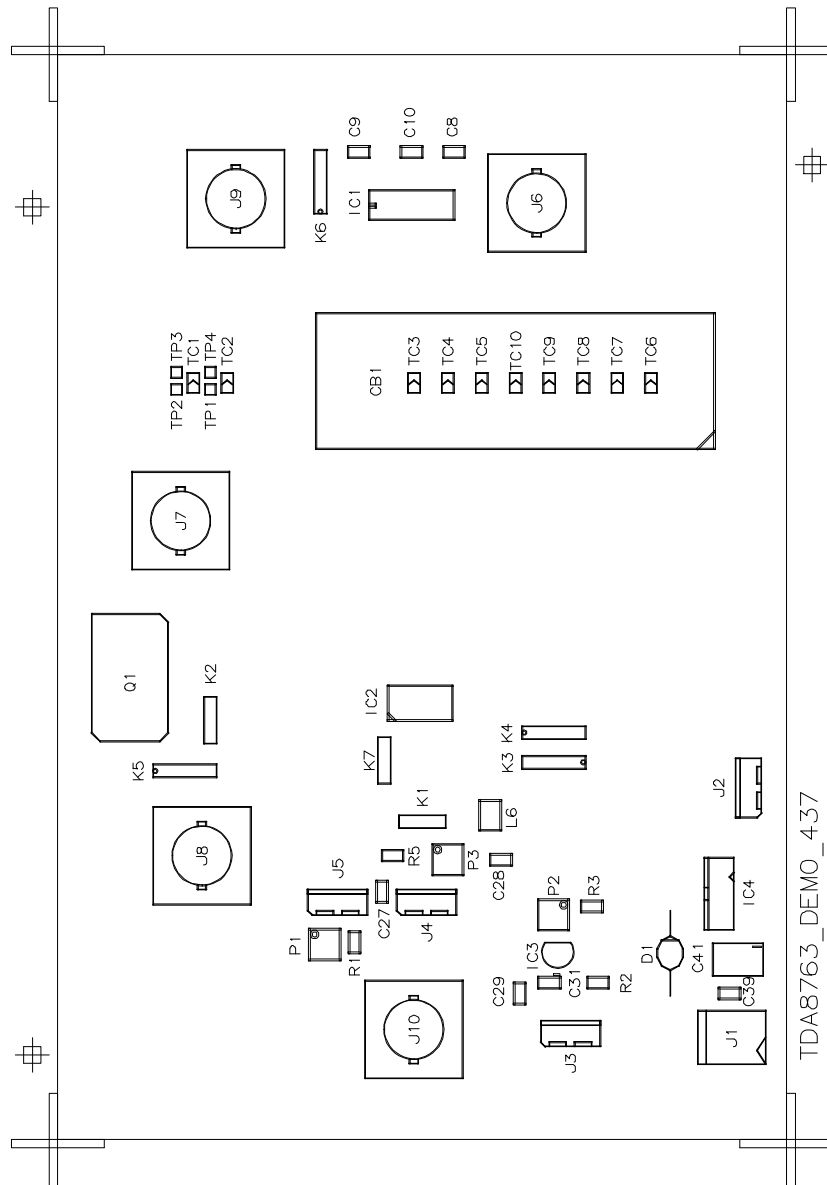 C9
C10
C8
J9
K6
IC1
J6
TP3
TC1
TP4
TC2
TP2
TP1
CB1
TC3
TC4
TC5
TC10
TC9
TC8
TC7
TC6
J7
Q1
K2
K5
IC2
K7
K4
K3
K1
L6
J2
J8
J5
R5
P3
C28
C27
J4
P2
R3
IC4
P1
R1
IC3
D1
C41
C29
C31
R2
C39
J10
J3
J1
TDA8763_DEMO_437